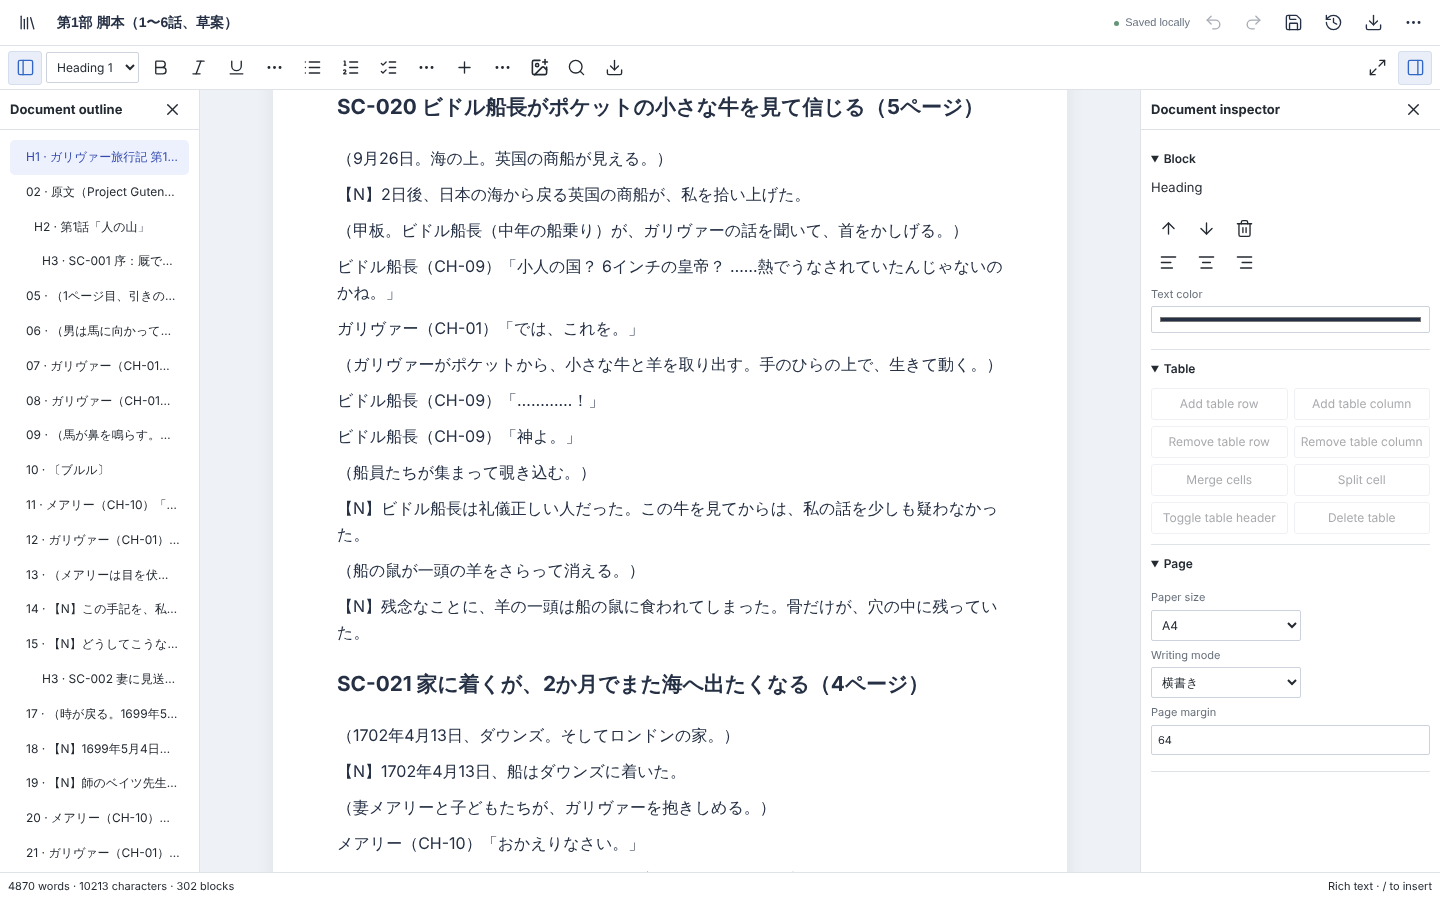 第1部 脚本（1〜6話、草案）
Saved locally
Heading 1
Document outline
H1 · ガリヴァー旅行記 第1...
02 · 原文（Project Guten...
H2 · 第1話「人の山」
H3 · SC-001 序：厩で...
05 · （1ページ目、引きの...
06 · （男は馬に向かって...
07 · ガリヴァー（CH-01...
08 · ガリヴァー（CH-01...
09 · （馬が鼻を鳴らす。...
10 · 〔ブルル〕
11 · メアリー（CH-10）「...
12 · ガリヴァー（CH-01）...
13 · （メアリーは目を伏...
14 · 【N】この手記を、私...
15 · 【N】どうしてこうな...
H3 · SC-002 妻に見送...
17 · （時が戻る。1699年5...
18 · 【N】1699年5月4日...
19 · 【N】師のベイツ先生...
20 · メアリー（CH-10）...
21 · ガリヴァー（CH-01）...
SC-020 ビドル船長がポケットの小さな牛を見て信じる（5ページ）
（9月26日。海の上。英国の商船が見える。）
【N】2日後、日本の海から戻る英国の商船が、私を拾い上げた。
（甲板。ビドル船長（中年の船乗り）が、ガリヴァーの話を聞いて、首をかしげる。）
ビドル船長（CH-09）「小人の国？ 6インチの皇帝？ ……熱でうなされていたんじゃないの
かね。」
ガリヴァー（CH-01）「では、これを。」
（ガリヴァーがポケットから、小さな牛と羊を取り出す。手のひらの上で、生きて動く。）
ビドル船長（CH-09）「…………！」
ビドル船長（CH-09）「神よ。」
（船員たちが集まって覗き込む。）
【N】ビドル船長は礼儀正しい人だった。この牛を見てからは、私の話を少しも疑わなかっ
た。
（船の鼠が一頭の羊をさらって消える。）
【N】残念なことに、羊の一頭は船の鼠に食われてしまった。骨だけが、穴の中に残ってい
た。
SC-021 家に着くが、2か月でまた海へ出たくなる（4ページ）
（1702年4月13日、ダウンズ。そしてロンドンの家。）
【N】1702年4月13日、船はダウンズに着いた。
（妻メアリーと子どもたちが、ガリヴァーを抱きしめる。）
メアリー（CH-10）「おかえりなさい。」
Document inspector
Block
Heading
Text color
Table
Add table row
Add table column
Remove table row
Remove table column
Merge cells
Split cell
Toggle table header
Delete table
Page
Paper size
A4
Writing mode
横書き
Page margin
64
4870 words · 10213 characters · 302 blocks
Rich text · / to insert